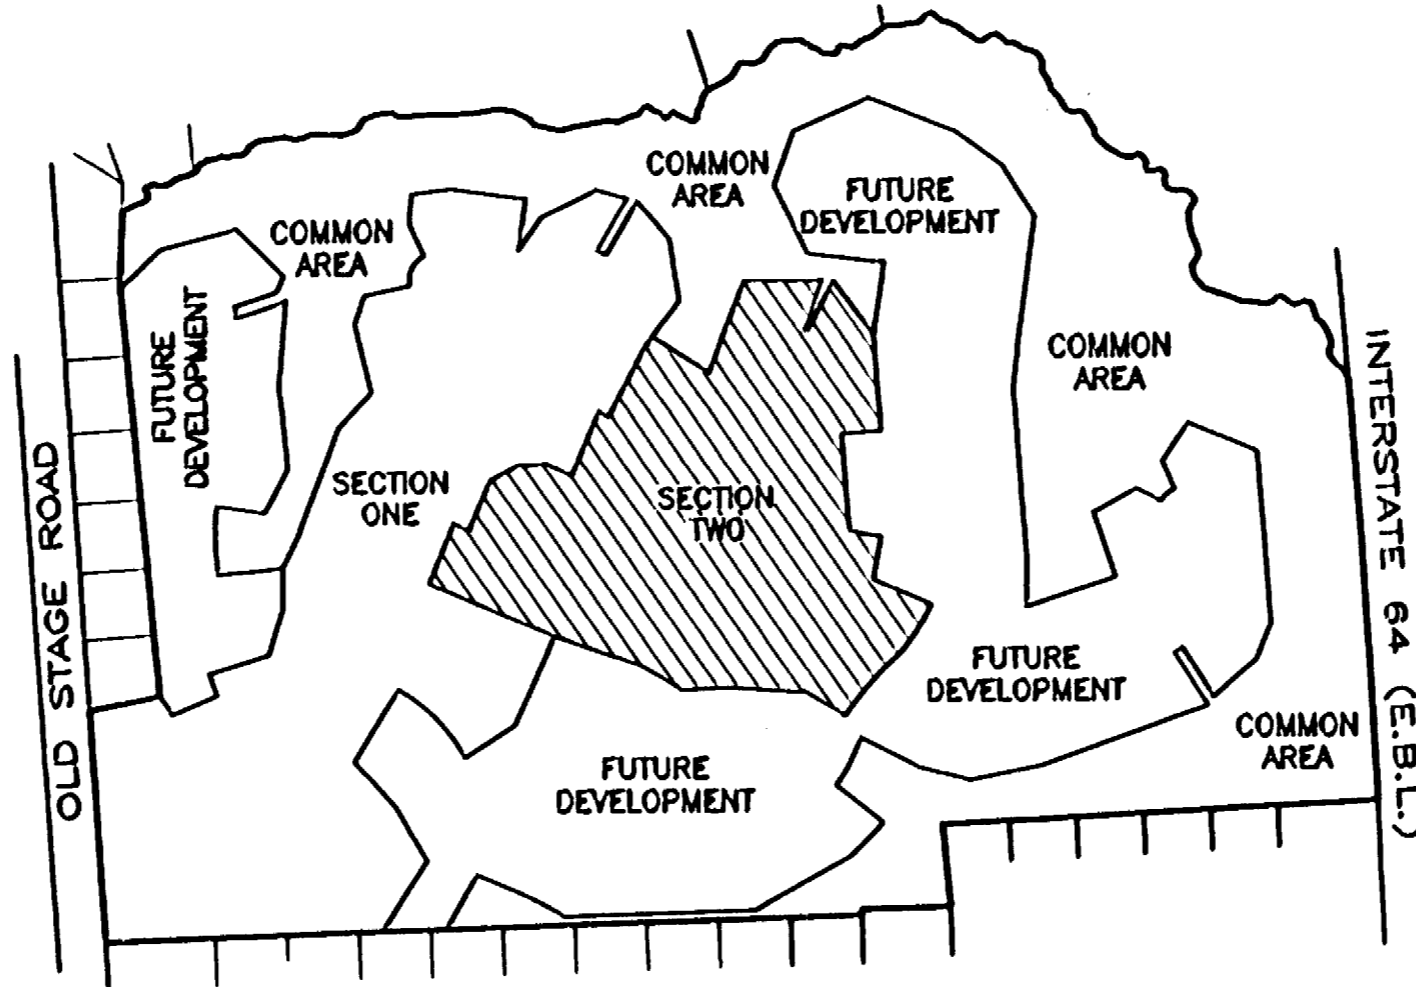 COMMON
AREA
FUTURE
DEVELOPMENT
COMMON
AREA
FUTURE
DEVELOPMENT
COMMON
AREA
SECTION
ONE
SECTION
TWO
FUTURE
DEVELOPMENT
COMMON
AREA
FUTURE
DEVELOPMENT
OLD STAGE ROAD
INTERSTATE 64 (E.B.L.)